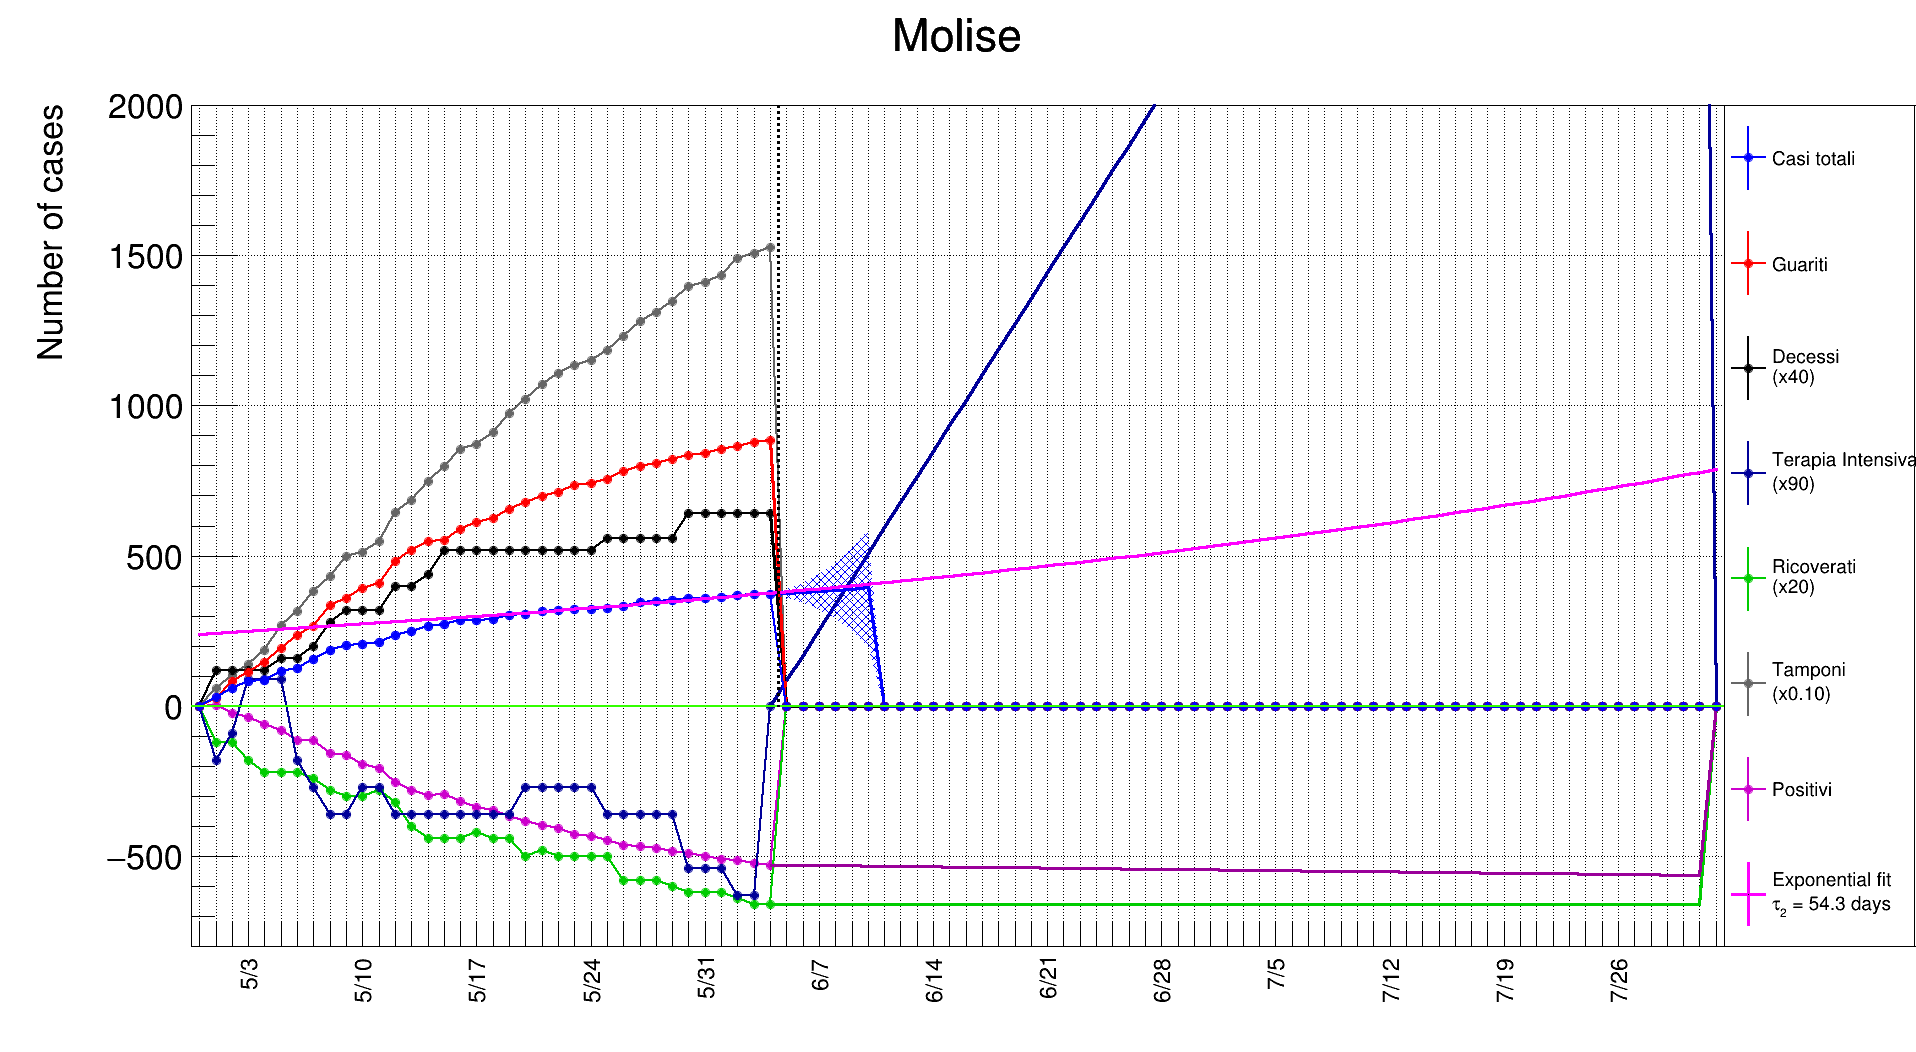 Molise
Number of cases
2000
1500
1000
500
0
−500
5/3
5/10
5/17
5/24
5/31
6/7
6/14
6/21
6/28
7/5
7/12
7/19
7/26
Casi totali
Guariti
Decessi
(x40)
Terapia Intensiva
(x90)
Ricoverati
(x20)
Tamponi
(x0.10)
Positivi
Exponential fit
τ2 = 54.3 days